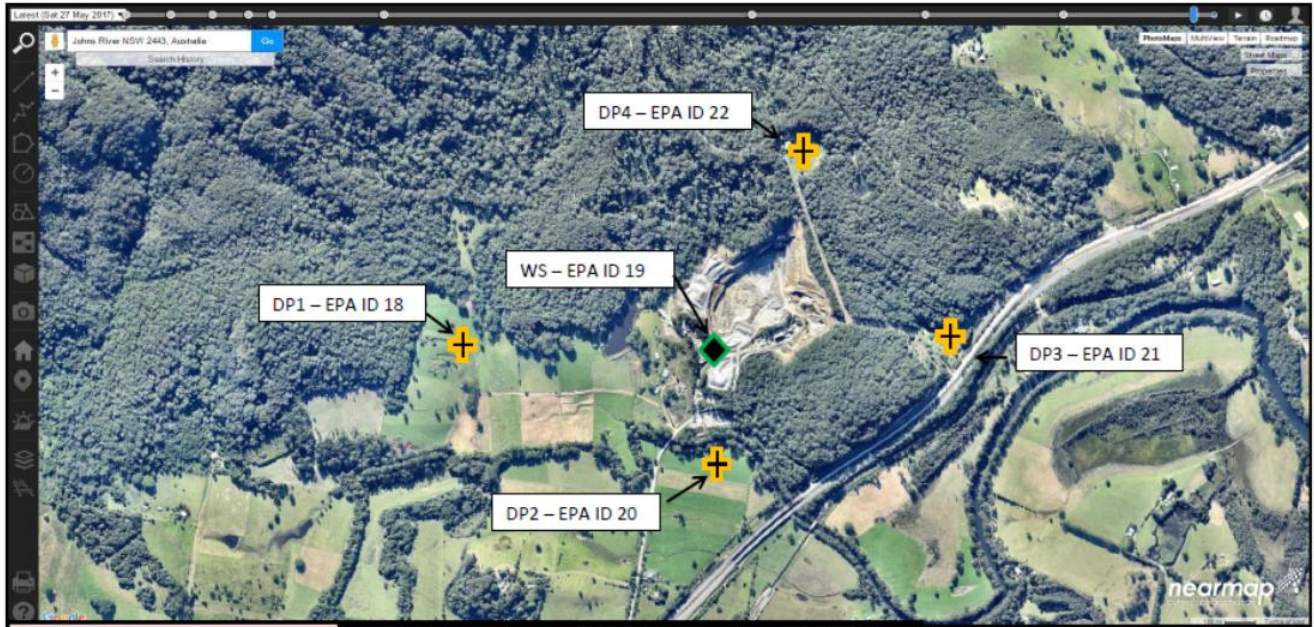 Latest (Sat 27 May 2017)
Johns River NSW 2443, Australia
Go
Search History
PhotoMaps
MultiView
Terrain
Roadmap
Street Maps
Properties
+
−
DP4 – EPA ID 22
WS – EPA ID 19
DP1 – EPA ID 18
DP3 – EPA ID 21
DP2 – EPA ID 20
nearmap
Google
?